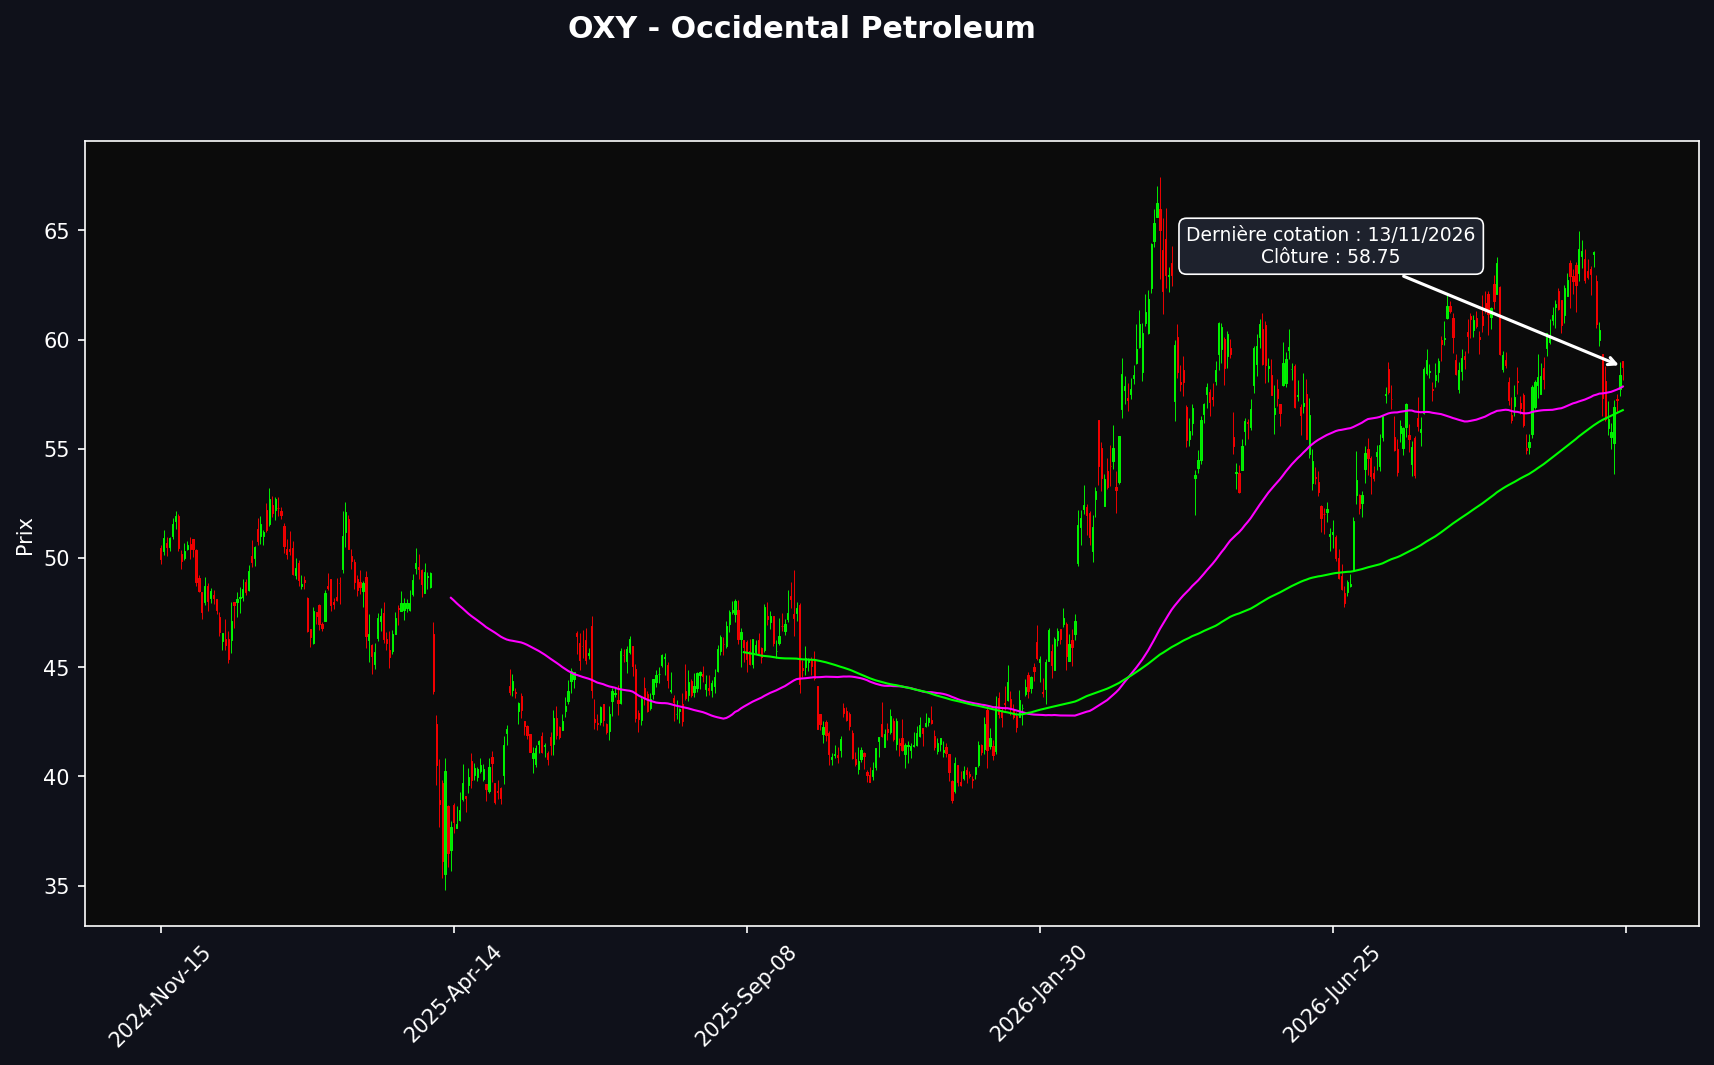 OXY - Occidental Petroleum
Dernière cotation : 13/11/2026
Clôture : 58.75
Prix
65
60
55
50
45
40
35
2024-Nov-15
2025-Apr-14
2025-Sep-08
2026-Jan-30
2026-Jun-25